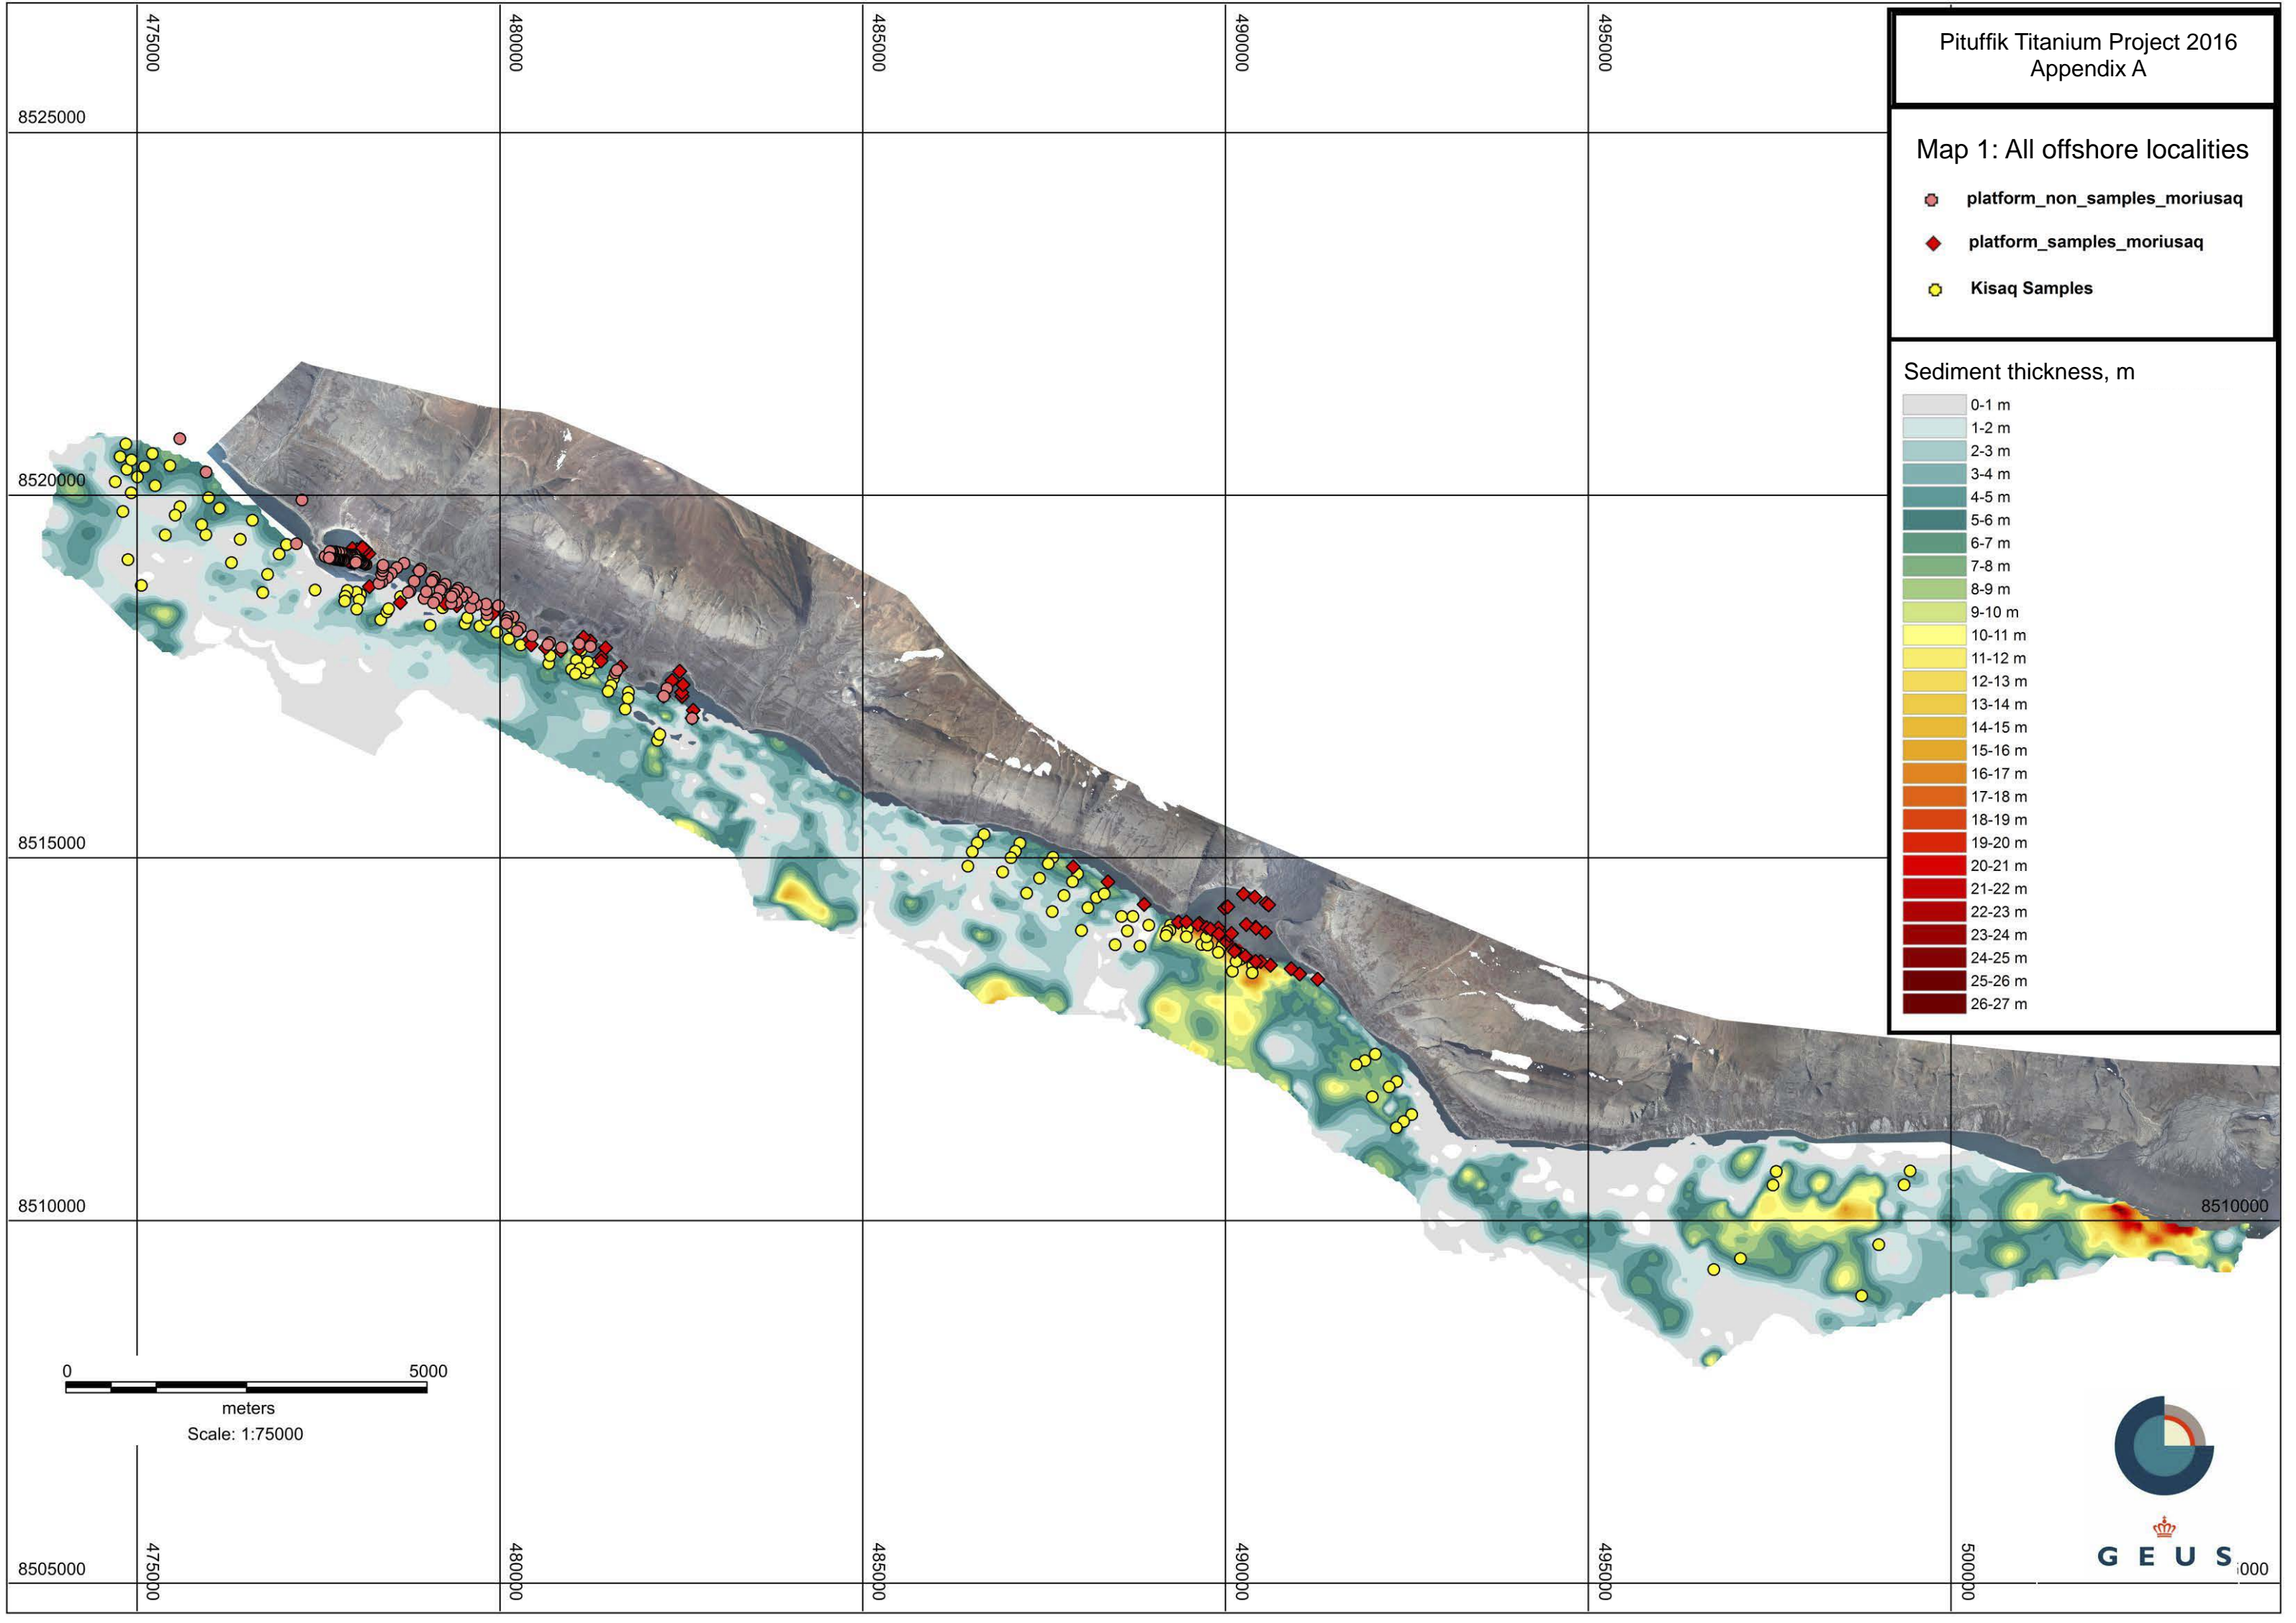 475000
480000
485000
490000
495000
Pituffik Titanium Project 2016
Appendix A
Map 1: All offshore localities
platform_non_samples_moriusaq
platform_samples_moriusaq
Kisaq Samples
Sediment thickness, m
0-1 m
1-2 m
2-3 m
3-4 m
4-5 m
5-6 m
6-7 m
7-8 m
8-9 m
9-10 m
10-11 m
11-12 m
12-13 m
13-14 m
14-15 m
15-16 m
16-17 m
17-18 m
18-19 m
19-20 m
20-21 m
21-22 m
22-23 m
23-24 m
24-25 m
25-26 m
26-27 m
8525000
8520000
8515000
8510000
8510000
0 5000
meters
Scale: 1:75000
GEUS
8505000
000
475000
480000
485000
490000
495000
500000